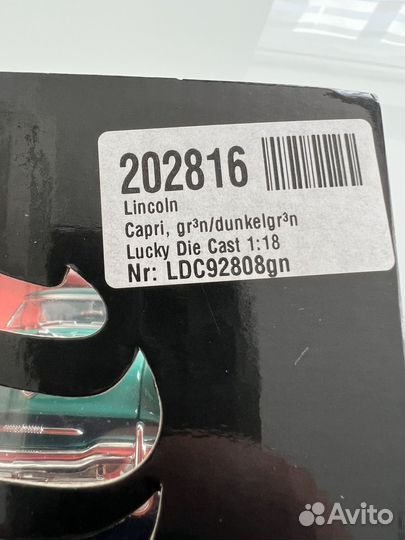 202816
Lincoln
Capri, gr³n/dunkelgr³n
Lucky Die Cast 1:18
Nr: LDC92808gn
Avito